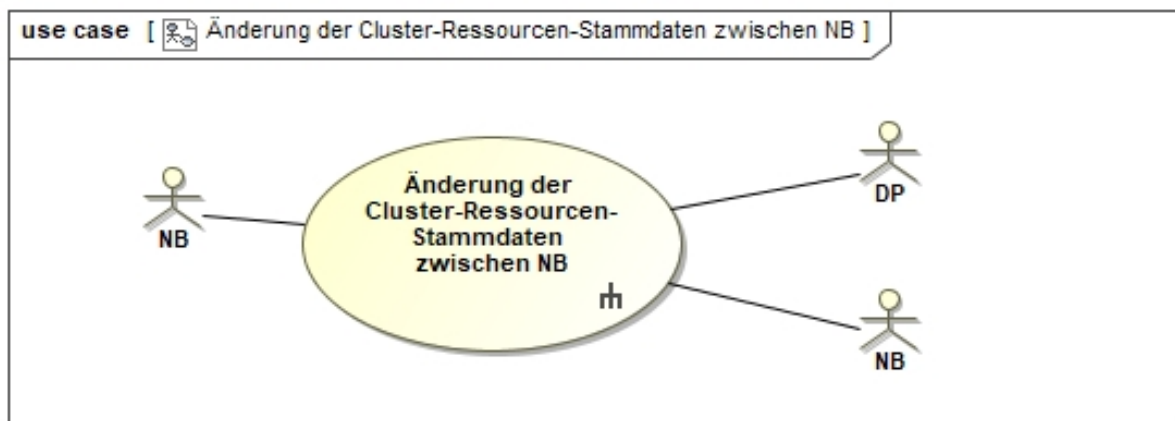 use case [ Änderung der Cluster-Ressourcen-Stammdaten zwischen NB ]
Änderung der
Cluster-Ressourcen-
Stammdaten
zwischen NB
NB
DP
NB